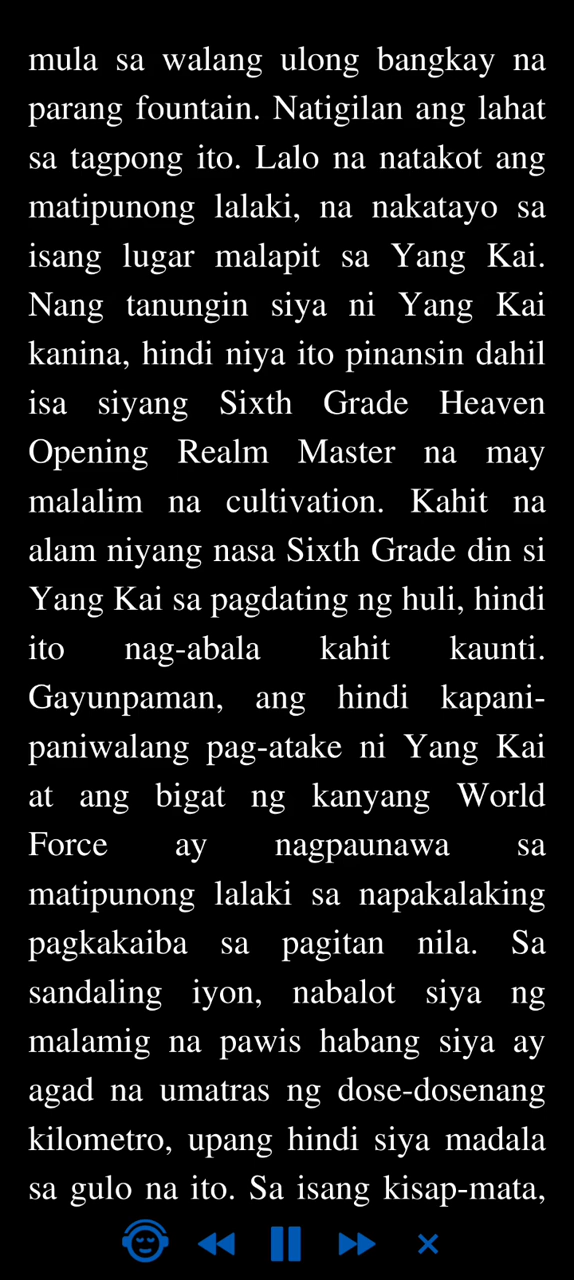 mula sa walang ulong bangkay na
parang fountain. Natigilan ang lahat
sa tagpong ito. Lalo na natakot ang
matipunong lalaki, na nakatayo sa
isang lugar malapit sa Yang Kai.
Nang tanungin siya ni Yang Kai
kanina, hindi niya ito pinansin dahil
isa siyang Sixth Grade Heaven
Opening Realm Master na may
malalim na cultivation. Kahit na
alam niyang nasa Sixth Grade din si
Yang Kai sa pagdating ng huli, hindi
ito nag-abala kahit kaunti.
Gayunpaman, ang hindi kapani-
paniwalang pag-atake ni Yang Kai
at ang bigat ng kanyang World
Force ay nagpaunawa sa
matipunong lalaki sa napakalaking
pagkakaiba sa pagitan nila. Sa
sandaling iyon, nabalot siya ng
malamig na pawis habang siya ay
agad na umatras ng dose-dosenang
kilometro, upang hindi siya madala
sa gulo na ito. Sa isang kisap-mata,